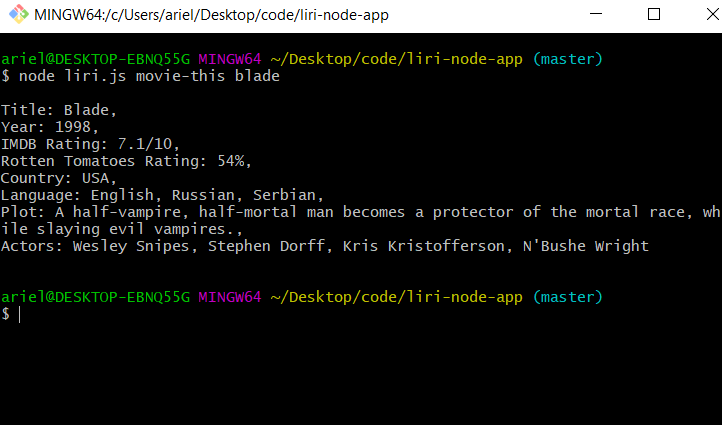 MINGW64:/c/Users/ariel/Desktop/code/liri-node-app
ariel@DESKTOP-EBNQ55G MINGW64 ~/Desktop/code/liri-node-app (master)
$ node liri.js movie-this blade
Title: Blade,
Year: 1998,
IMDB Rating: 7.1/10,
Rotten Tomatoes Rating: 54%,
Country: USA,
Language: English, Russian, Serbian,
Plot: A half-vampire, half-mortal man becomes a protector of the mortal race, wh
ile slaying evil vampires.,
Actors: Wesley Snipes, Stephen Dorff, Kris Kristofferson, N'Bushe Wright
ariel@DESKTOP-EBNQ55G MINGW64 ~/Desktop/code/liri-node-app (master)
$